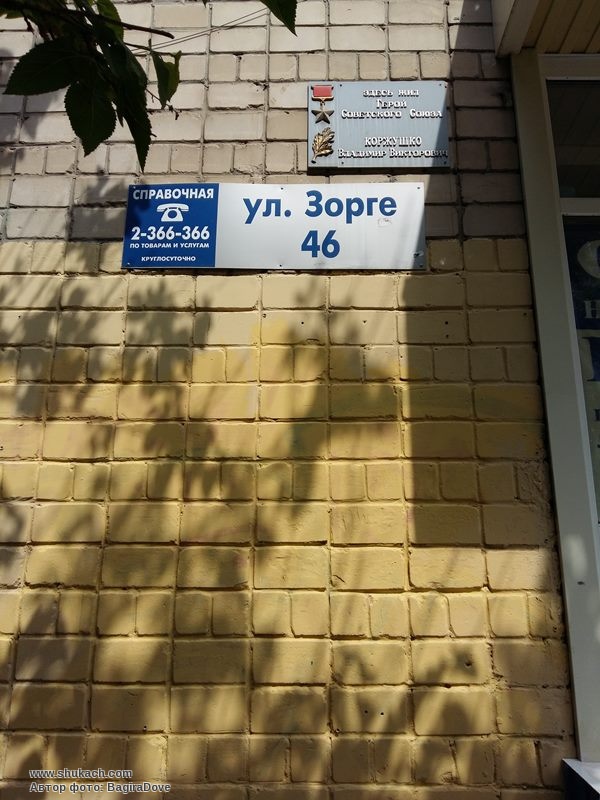 ЗДЕСЬ ЖИЛ
ГЕРОЙ
СОВЕТСКОГО СОЮЗА
КОРЖУШКО
ВЛАДИМИР ВИКТОРОВИЧ
СПРАВОЧНАЯ
2-366-366
ПО ТОВАРАМ И УСЛУГАМ
КРУГЛОСУТОЧНО
ул. Зорге
46
www.shukach.com
Автор фото: BagiraDove